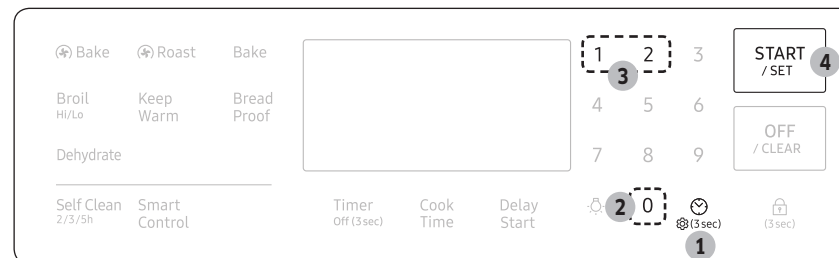 Bake Roast Bake 1 2 3 START
/ SET 4
3
Broil Keep Bread 4 5 6
Hi/Lo Warm Proof OFF
/ CLEAR
Dehydrate 7 8 9
Self Clean Smart Timer Cook Delay 2 0
2/3/5h Control Off (3 sec) Time Start (3 sec) (3 sec)
1